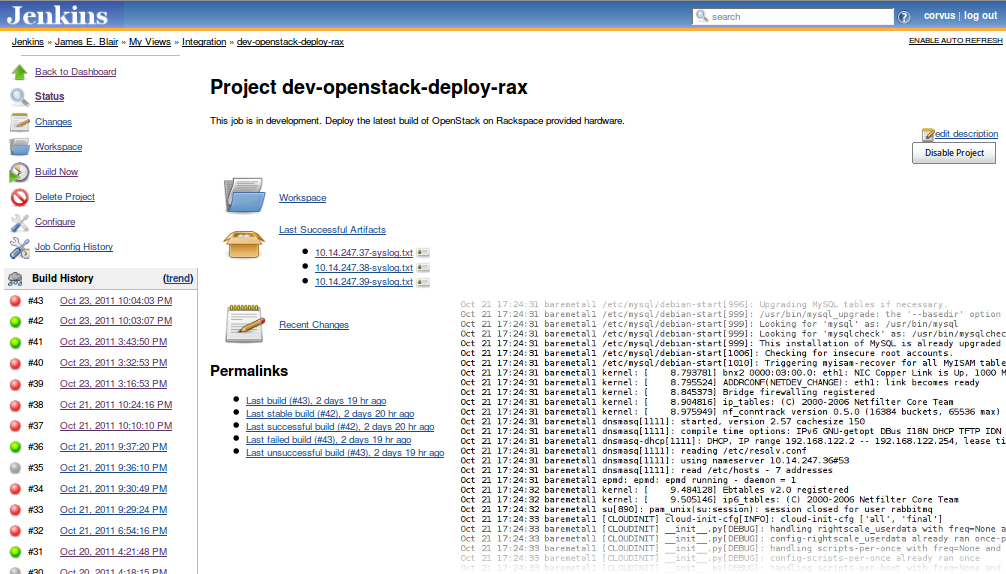 Jenkins
search
corvus | log out
Jenkins » James E. Blair » My Views » Integration » dev-openstack-deploy-rax
ENABLE AUTO REFRESH
Back to Dashboard
Status
Changes
Workspace
Build Now
Delete Project
Configure
Job Config History
Build History (trend)
#43 Oct 23, 2011 10:04:03 PM
#42 Oct 23, 2011 10:03:07 PM
#41 Oct 23, 2011 3:43:50 PM
#40 Oct 23, 2011 3:32:53 PM
#39 Oct 23, 2011 3:16:53 PM
#38 Oct 21, 2011 10:24:16 PM
#37 Oct 21, 2011 10:10:10 PM
#36 Oct 21, 2011 9:37:20 PM
#35 Oct 21, 2011 9:36:10 PM
#34 Oct 21, 2011 9:30:49 PM
#33 Oct 21, 2011 9:29:24 PM
#32 Oct 21, 2011 6:54:16 PM
#31 Oct 20, 2011 4:21:48 PM
#30 Oct 20, 2011 4:18:15 PM
Project dev-openstack-deploy-rax
This job is in development. Deploy the latest build of OpenStack on Rackspace provided hardware.
edit description
Disable Project
Workspace
Last Successful Artifacts
10.14.247.37-syslog.txt
10.14.247.38-syslog.txt
10.14.247.39-syslog.txt
Recent Changes
Permalinks
Last build (#43), 2 days 19 hr ago
Last stable build (#42), 2 days 20 hr ago
Last successful build (#42), 2 days 20 hr ago
Last failed build (#43), 2 days 19 hr ago
Last unsuccessful build (#43), 2 days 19 hr ago
Oct 21 17:24:31 baremetal1 /etc/mysql/debian-start[996]: Upgrading MySQL tables if necessary.
Oct 21 17:24:31 baremetal1 /etc/mysql/debian-start[999]: /usr/bin/mysql_upgrade: the '--basedir' option
Oct 21 17:24:31 baremetal1 /etc/mysql/debian-start[999]: Looking for 'mysql' as: /usr/bin/mysql
Oct 21 17:24:31 baremetal1 /etc/mysql/debian-start[999]: Looking for 'mysqlcheck' as: /usr/bin/mysqlchec
Oct 21 17:24:31 baremetal1 /etc/mysql/debian-start[999]: This installation of MySQL is already upgraded
Oct 21 17:24:31 baremetal1 /etc/mysql/debian-start[1006]: Checking for insecure root accounts.
Oct 21 17:24:31 baremetal1 /etc/mysql/debian-start[1010]: Triggering myisam-recover for all MyISAM table
Oct 21 17:24:31 baremetal1 kernel: [ 8.793781] bnx2 0000:03:00.0: eth1: NIC Copper Link is Up, 1000 M
Oct 21 17:24:31 baremetal1 kernel: [ 8.795524] ADDRCONF(NETDEV_CHANGE): eth1: link becomes ready
Oct 21 17:24:31 baremetal1 kernel: [ 8.845373] Bridge firewalling registered
Oct 21 17:24:31 baremetal1 kernel: [ 8.904816] ip_tables: (C) 2000-2006 Netfilter Core Team
Oct 21 17:24:31 baremetal1 kernel: [ 8.975949] nf_conntrack version 0.5.0 (16384 buckets, 65536 max)
Oct 21 17:24:31 baremetal1 dnsmasq[1111]: started, version 2.57 cachesize 150
Oct 21 17:24:31 baremetal1 dnsmasq[1111]: compile time options: IPv6 GNU-getopt DBus I18N DHCP TFTP IDN
Oct 21 17:24:31 baremetal1 dnsmasq-dhcp[1111]: DHCP, IP range 192.168.122.2 -- 192.168.122.254, lease ti
Oct 21 17:24:31 baremetal1 dnsmasq[1111]: reading /etc/resolv.conf
Oct 21 17:24:31 baremetal1 dnsmasq[1111]: using nameserver 10.14.247.36#53
Oct 21 17:24:31 baremetal1 dnsmasq[1111]: read /etc/hosts - 7 addresses
Oct 21 17:24:31 baremetal1 epmd: epmd: epmd running - daemon = 1
Oct 21 17:24:32 baremetal1 kernel: [ 9.484128] Ebtables v2.0 registered
Oct 21 17:24:32 baremetal1 kernel: [ 9.505146] ip6_tables: (C) 2000-2006 Netfilter Core Team
Oct 21 17:24:32 baremetal1 su[890]: pam_unix(su:session): session closed for user rabbitmq
Oct 21 17:24:33 baremetal1 [CLOUDINIT] cloud-init-cfg[INFO]: cloud-init-cfg ['all', 'final']
Oct 21 17:24:33 baremetal1 [CLOUDINIT] __init__.py[DEBUG]: handling rightscale_userdata with freq=None a
Oct 21 17:24:33 baremetal1 [CLOUDINIT] __init__.py[DEBUG]: config-rightscale_userdata already ran once
Oct 21 17:24:33 baremetal1 [CLOUDINIT] __init__.py[DEBUG]: handling scripts-per-once with freq=None and
Oct 21 17:24:33 baremetal1 [CLOUDINIT] __init__.py[DEBUG]: config-scripts-per-once already ran once
Oct 21 17:24:33 baremetal1 [CLOUDINIT] __init__.py[DEBUG]: handling scripts-per-boot with freq=None and